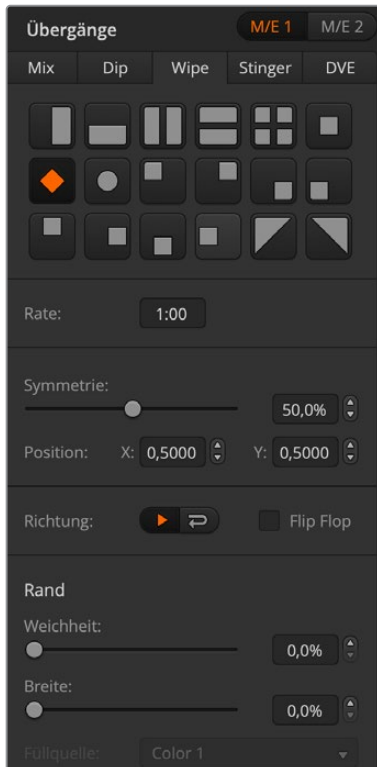 Übergänge M/E 1 M/E 2
Mix Dip Wipe Stinger DVE
Rate: 1:00
Symmetrie:
50,0%
Position: X: 0,5000 Y: 0,5000
Richtung: Flip Flop
Rand
Weichheit:
0,0%
Breite:
0,0%
Füllquelle: Color 1